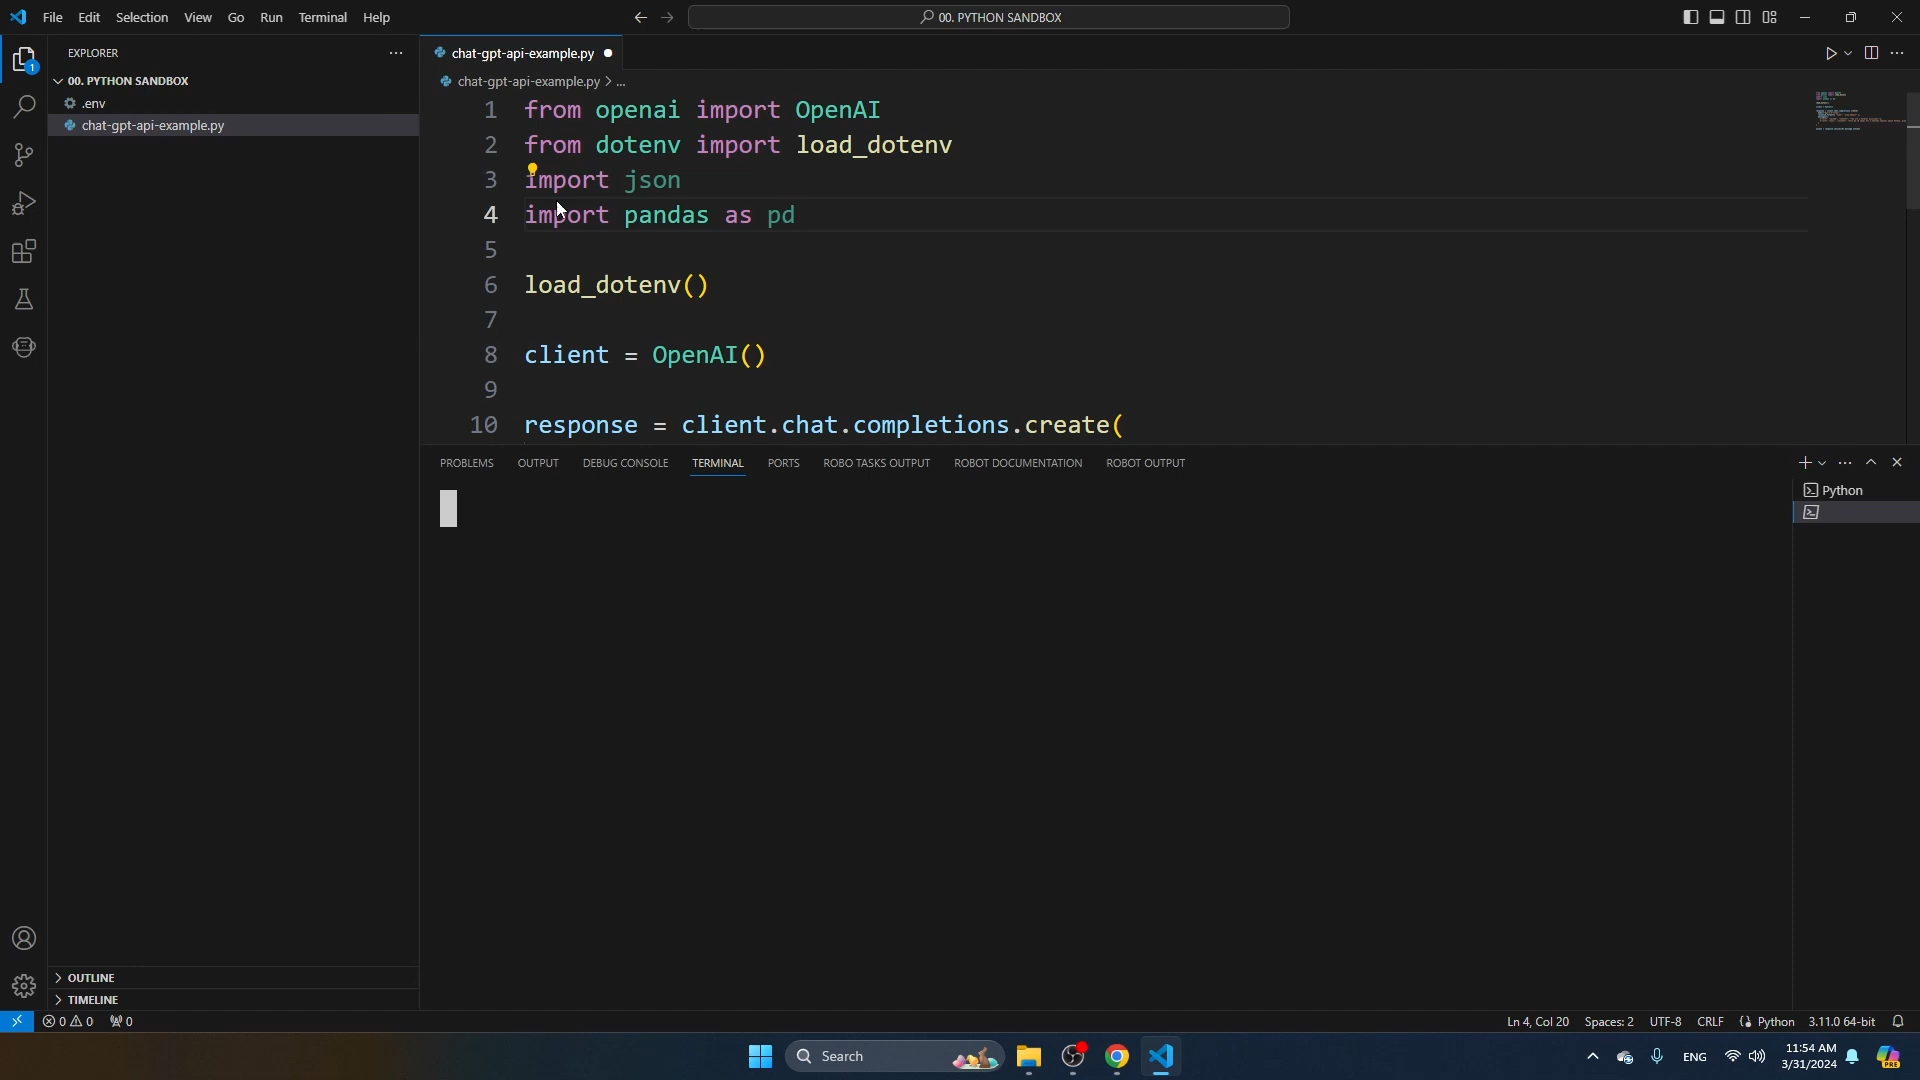 File Edit Selection View Go Run Terminal Help
00. PYTHON SANDBOX
EXPLORER
00. PYTHON SANDBOX
.env
chat-gpt-api-example.py
OUTLINE
TIMELINE
1
chat-gpt-api-example.py
chat-gpt-api-example.py > ...
1 from openai import OpenAI
2 from dotenv import load_dotenv
3 import json
4 import pandas as pd
5
6 load_dotenv()
7
8 client = OpenAI()
9
10 response = client.chat.completions.create(
PROBLEMS OUTPUT DEBUG CONSOLE TERMINAL PORTS ROBO TASKS OUTPUT ROBOT DOCUMENTATION ROBOT OUTPUT
Python
0 0 0
Ln 4, Col 20 Spaces: 2 UTF-8 CRLF Python 3.11.0 64-bit
Search
ENG
11:54 AM
3/31/2024
PRE